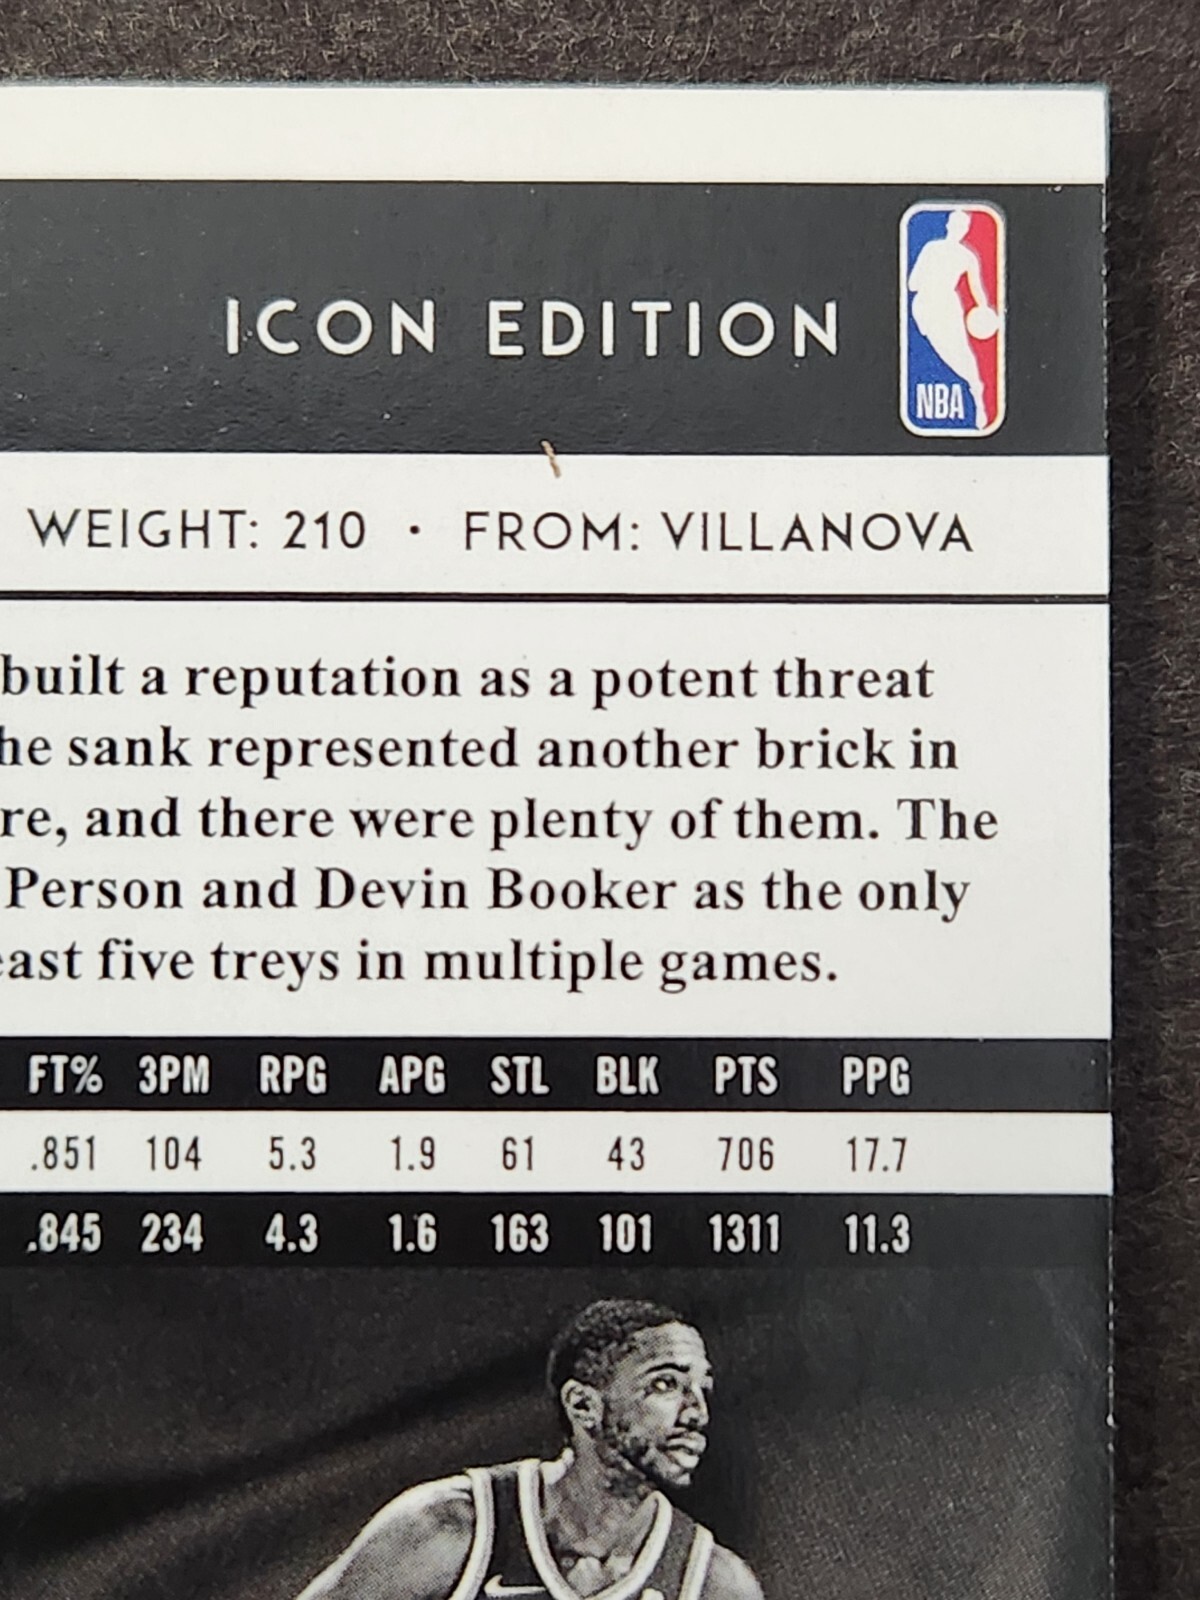 ICON EDITION
NBA
WEIGHT: 210 • FROM: VILLANOVA
built a reputation as a potent threat
he sank represented another brick in
re, and there were plenty of them. The
Person and Devin Booker as the only
east five treys in multiple games.
FT% 3PM RPG APG STL BLK PTS PPG
.851 104 5.3 1.9 61 43 706 17.7
.845 234 4.3 1.6 163 101 1311 11.3